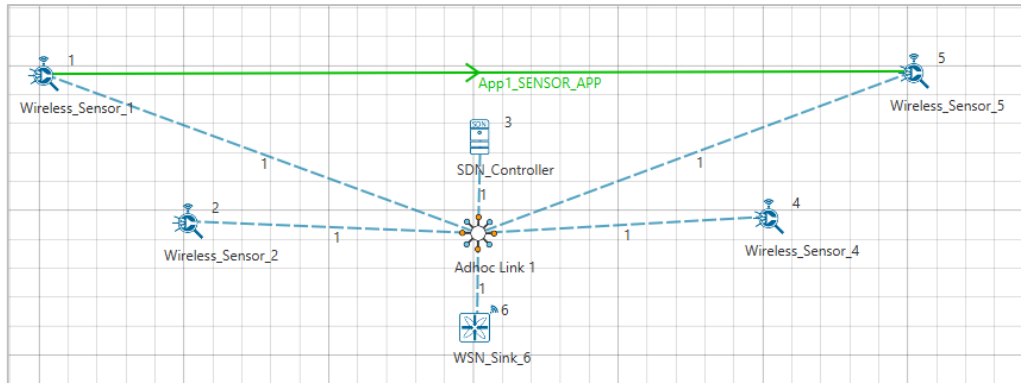 1
5
App1_SENSOR_APP
Wireless_Sensor_1
Wireless_Sensor_5
SDN
3
SDN_Controller
1
1
1
2
4
1
1
Wireless_Sensor_2
Wireless_Sensor_4
Adhoc Link 1
1
6
WSN_Sink_6